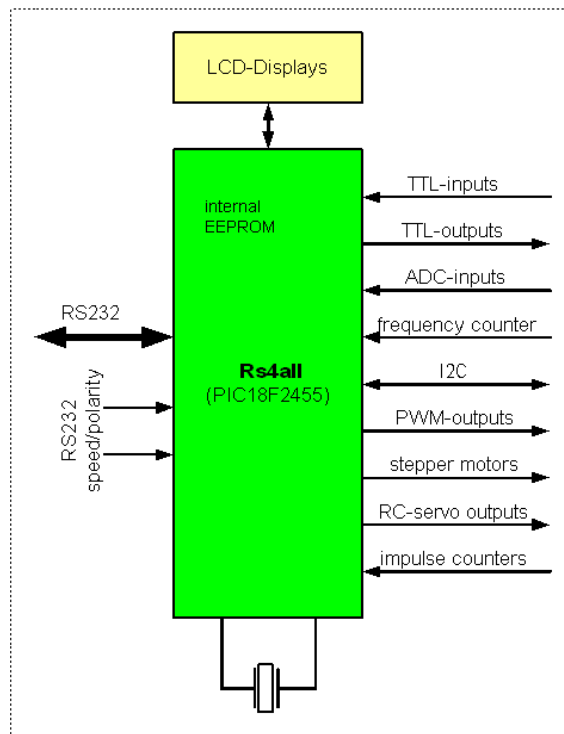 LCD-Displays
internal
EEPROM
TTL-inputs
TTL-outputs
ADC-inputs
frequency counter
RS232
Rs4all
(PIC18F2455)
I2C
PWM-outputs
RS232
speed/polarity
stepper motors
RC-servo outputs
impulse counters